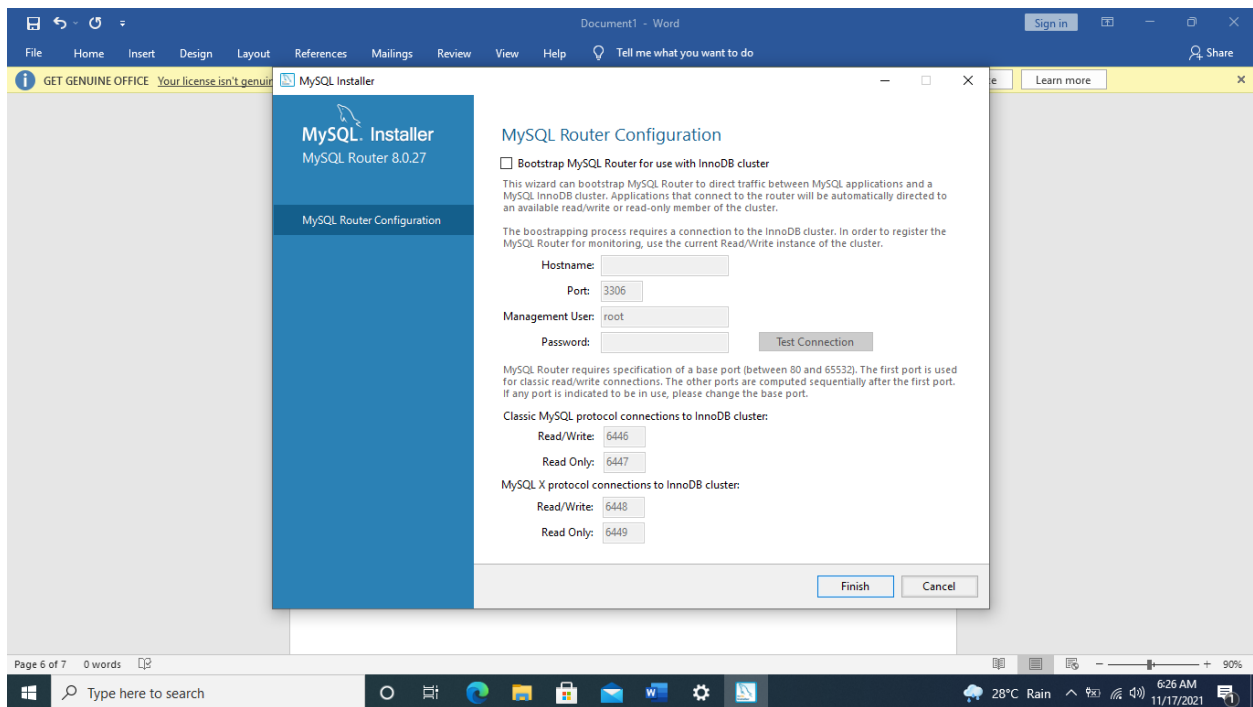 Document1 - Word
Sign in
File Home Insert Design Layout References Mailings Review View Help Tell me what you want to do Share
GET GENUINE OFFICE Your license isn't genuin
Learn more
MySQL Installer
MySQL. Installer
MySQL Router 8.0.27
MySQL Router Configuration
MySQL Router Configuration
Bootstrap MySQL Router for use with InnoDB cluster
This wizard can bootstrap MySQL Router to direct traffic between MySQL applications and a
MySQL InnoDB cluster. Applications that connect to the router will be automatically directed to
an available read/write or read-only member of the cluster.
The boostrapping process requires a connection to the InnoDB cluster. In order to register the
MySQL Router for monitoring, use the current Read/Write instance of the cluster.
Hostname:
Port: 3306
Management User: root
Password: Test Connection
MySQL Router requires specification of a base port (between 80 and 65532). The first port is used
for classic read/write connections. The other ports are computed sequentially after the first port.
If any port is indicated to be in use, please change the base port.
Classic MySQL protocol connections to InnoDB cluster:
Read/Write: 6446
Read Only: 6447
MySQL X protocol connections to InnoDB cluster:
Read/Write: 6448
Read Only: 6449
Finish Cancel
Page 6 of 7 0 words 90%
Type here to search 28°C Rain 6:26 AM
11/17/2021